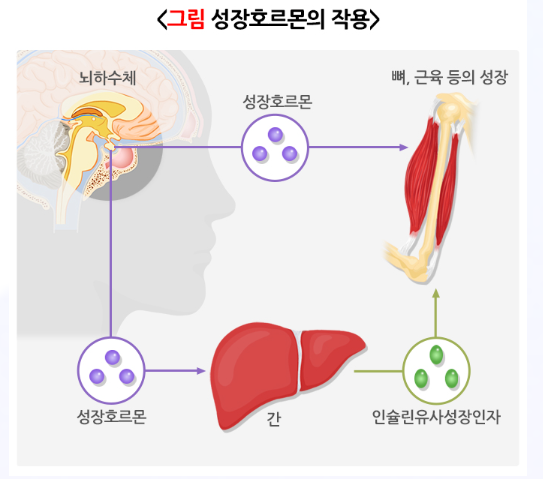 <그림 성장호르몬의 작용>
뇌하수체
성장호르몬
뼈, 근육 등의 성장
성장호르몬
간
인슐린유사성장인자